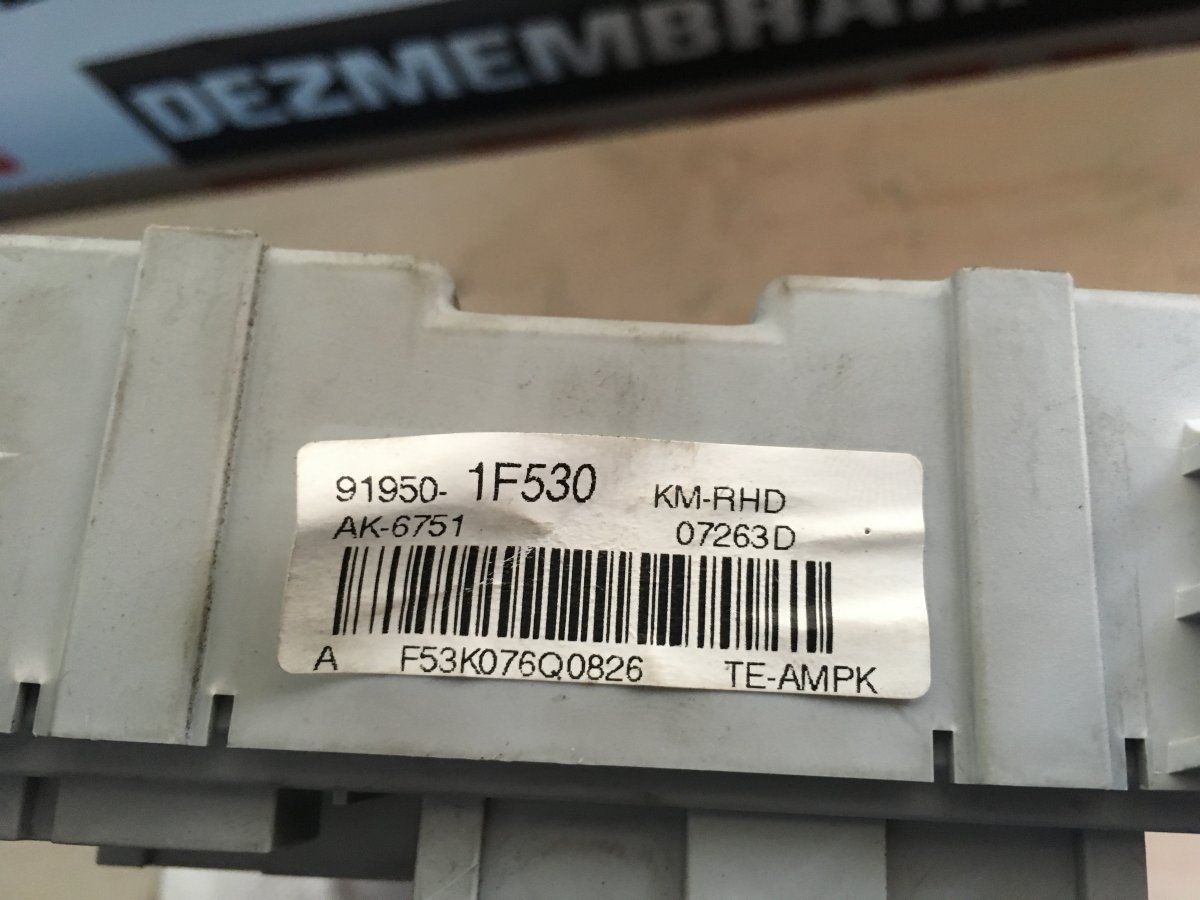 DEZMEMBRARI
91950- 1F530 KM-RHD
AK-6751 07263D
A F53K076Q0826 TE-AMPK